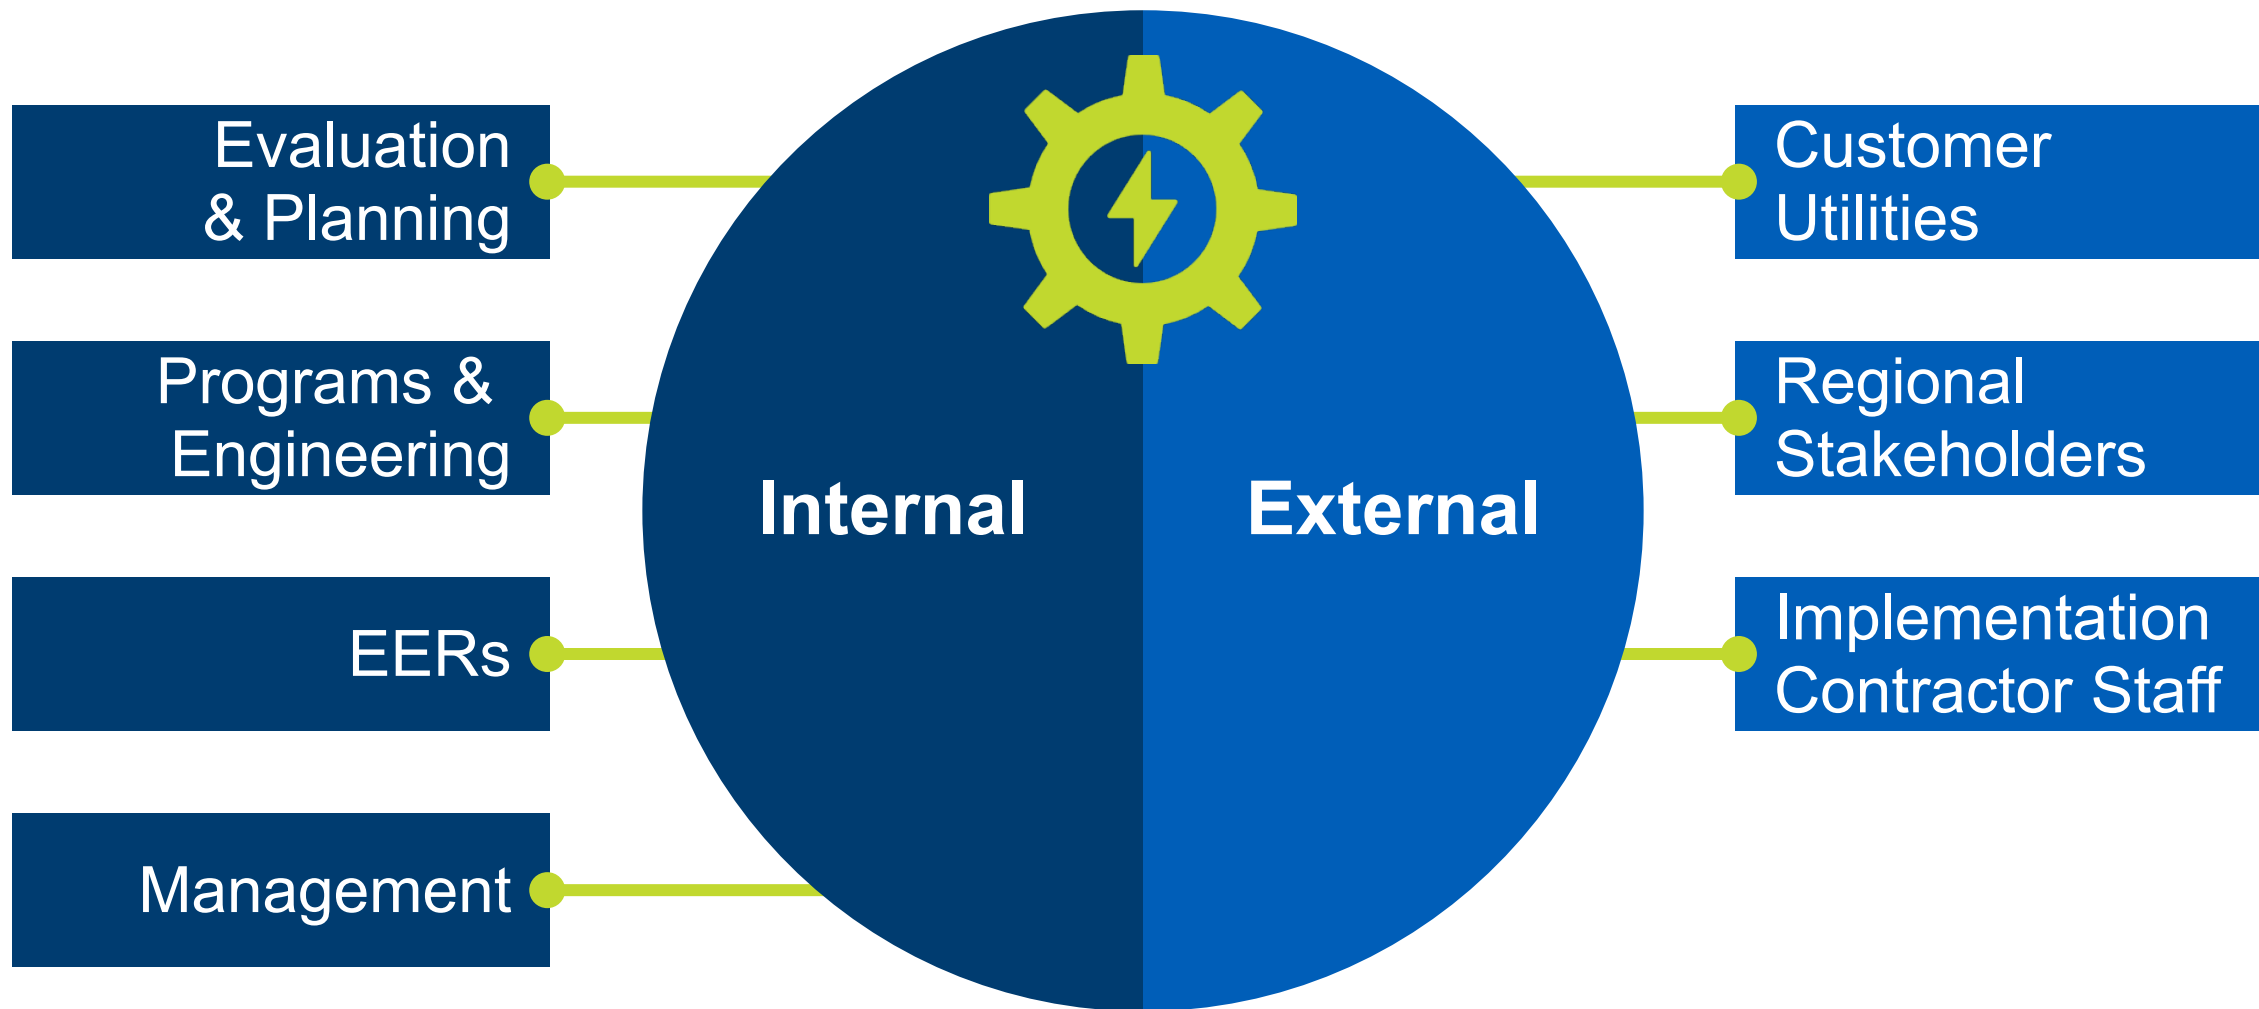 Evaluation
& Planning
Programs &
Engineering
EERs
Management
Internal
External
Customer
Utilities
Regional
Stakeholders
Implementation
Contractor Staff